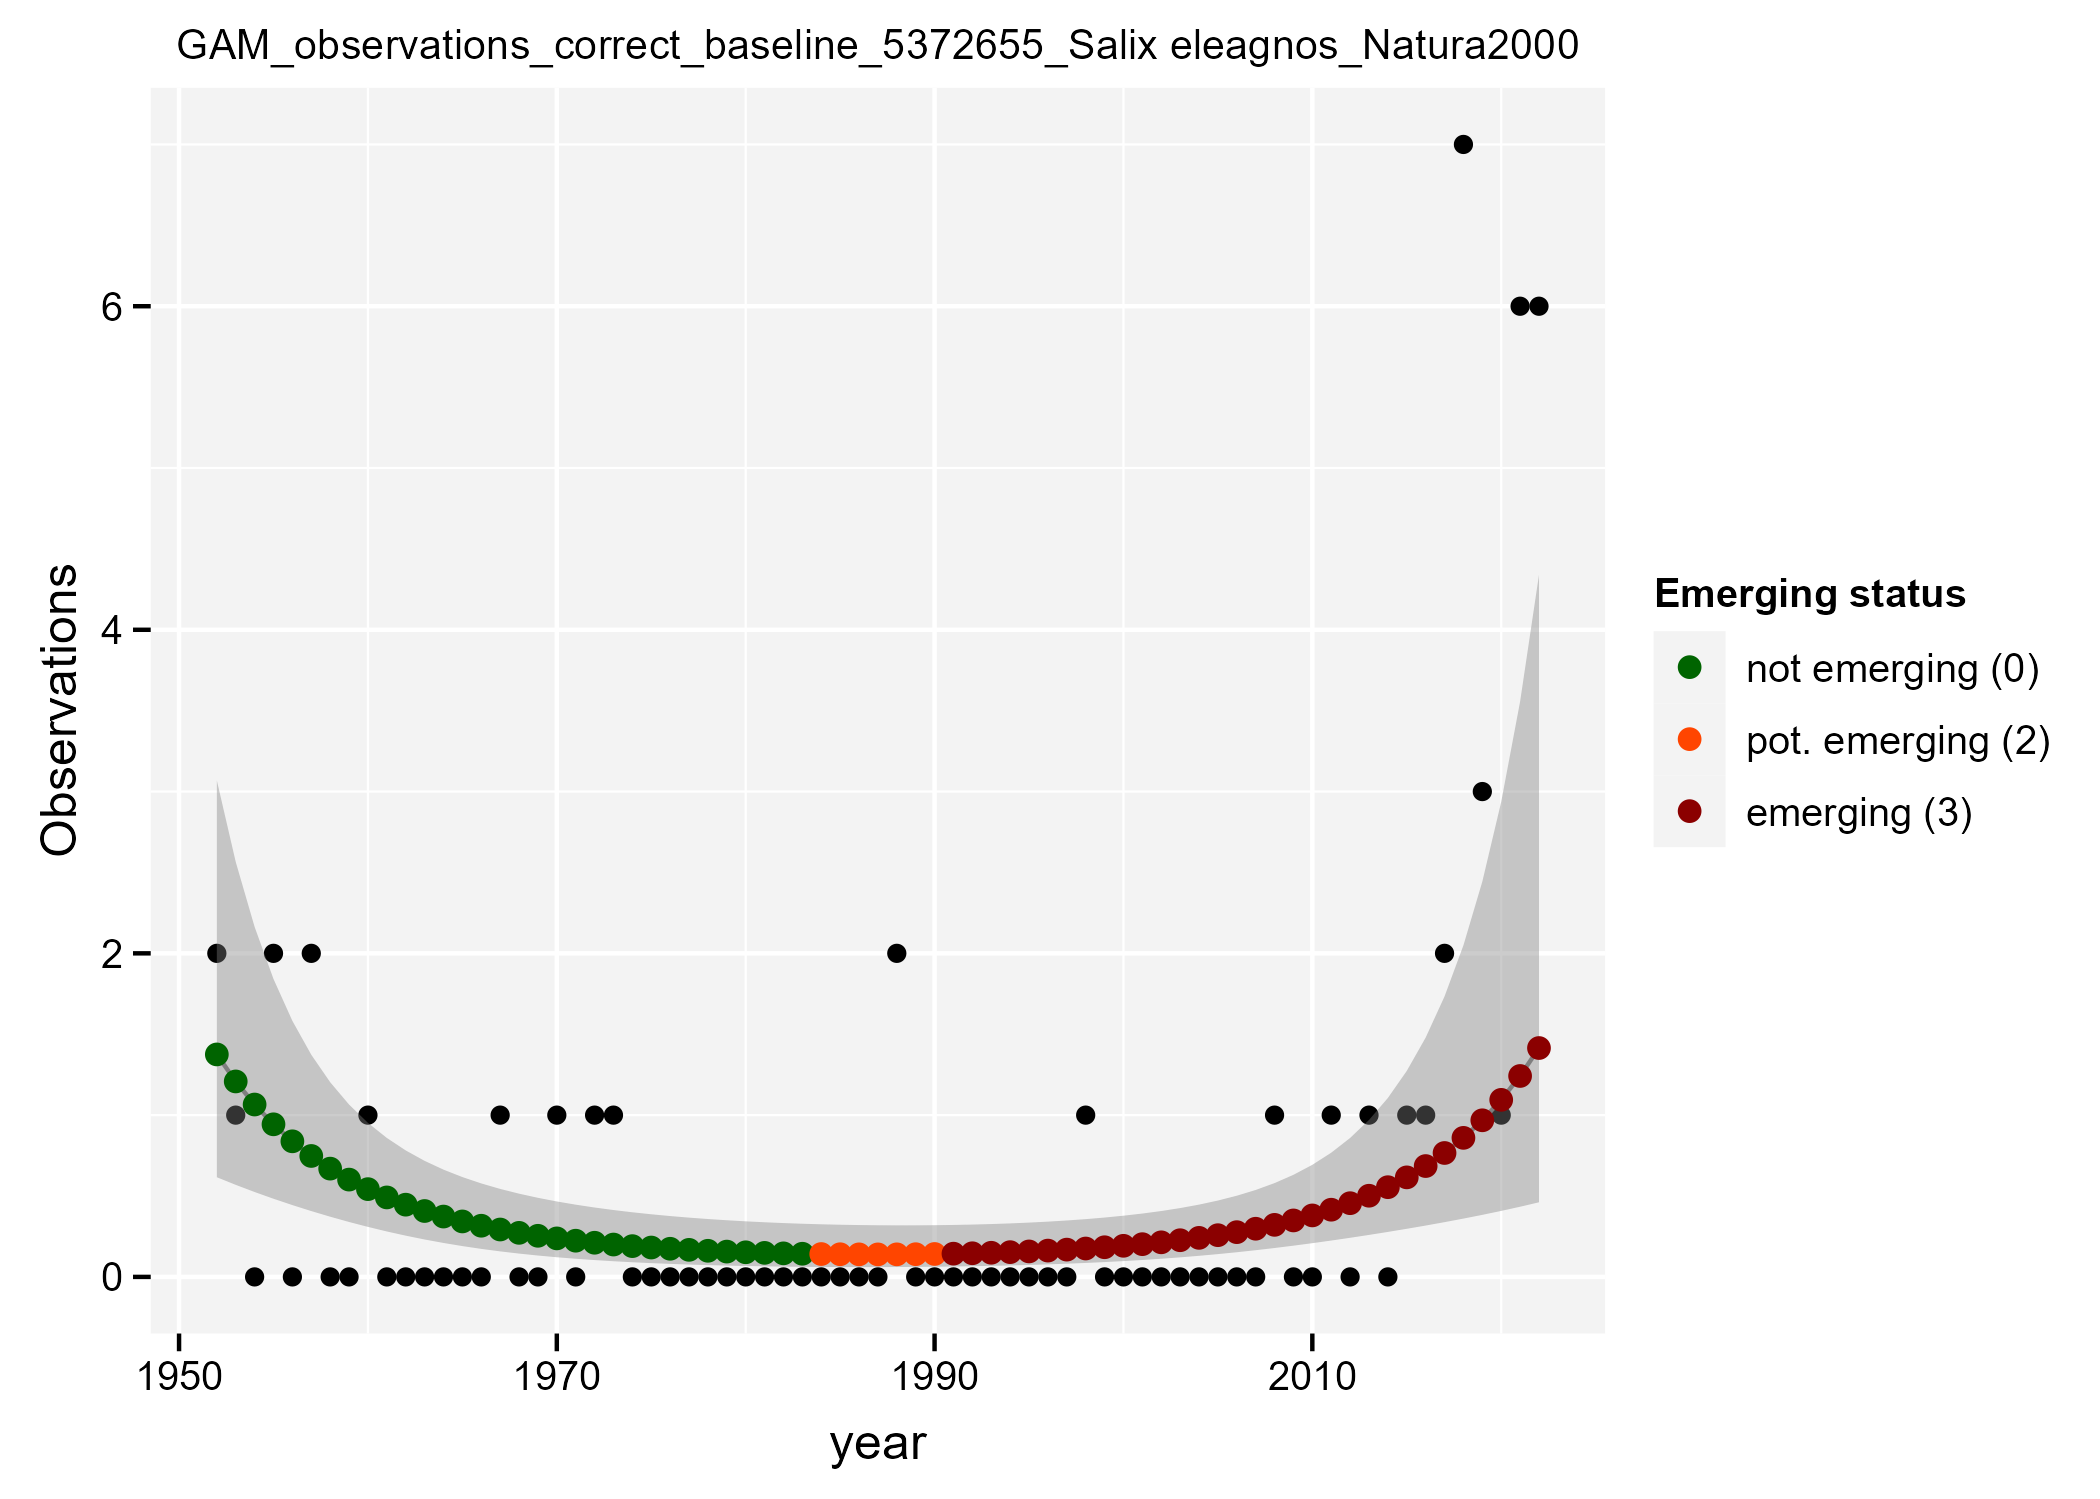 GAM_observations_correct_baseline_5372655_Salix eleagnos_Natura2000
Observations
6
4
2
0
1950 1970 1990 2010
year
Emerging status
not emerging (0)
pot. emerging (2)
emerging (3)